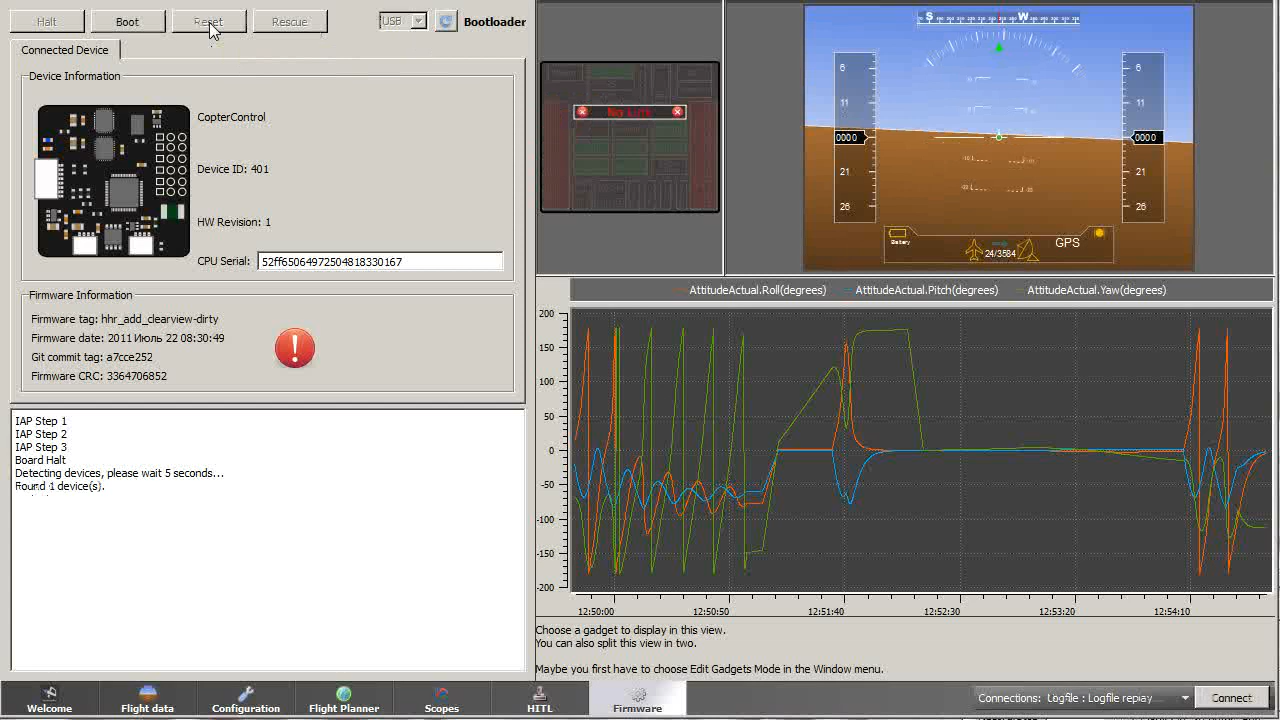 Halt Boot Reset Rescue USB Bootloader
Connected Device
Device Information
CopterControl
Device ID: 401
HW Revision: 1
CPU Serial: 52ff65064972504818330167
Firmware Information
Firmware tag: hhr_add_clearview-dirty
Firmware date: 2011 Июль 22 08:30:49
Git commit tag: a7cce252
Firmware CRC: 3364706852
IAP Step 1
IAP Step 2
IAP Step 3
Board Halt
Detecting devices, please wait 5 seconds...
Found 1 device(s).
S W
6 6
11 11
0000 0000
21 21
26 26
-10 -10
-20 -20
Battery
24/3584
GPS
AttitudeActual.Roll(degrees) AttitudeActual.Pitch(degrees) AttitudeActual.Yaw(degrees)
200
150
100
50
0
-50
-100
-150
-200
12:50:00 12:50:50 12:51:40 12:52:30 12:53:20 12:54:10
Choose a gadget to display in this view.
You can also split this view in two.
Maybe you first have to choose Edit Gadgets Mode in the Window menu.
Welcome Flight data Configuration Flight Planner Scopes HITL Firmware
Connections: Logfile : Logfile replay Connect